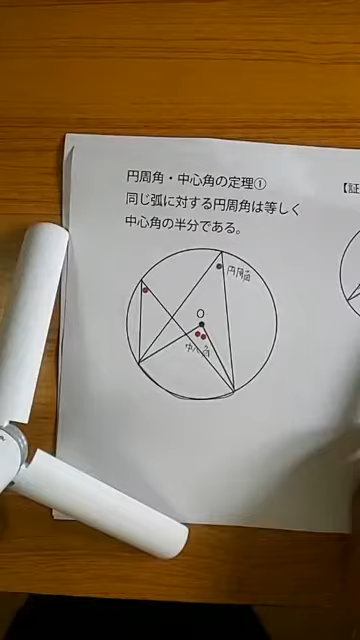 円周角・中心角の定理①
同じ弧に対する円周角は等しく
中心角の半分である。
【証
円周角
O
中心角